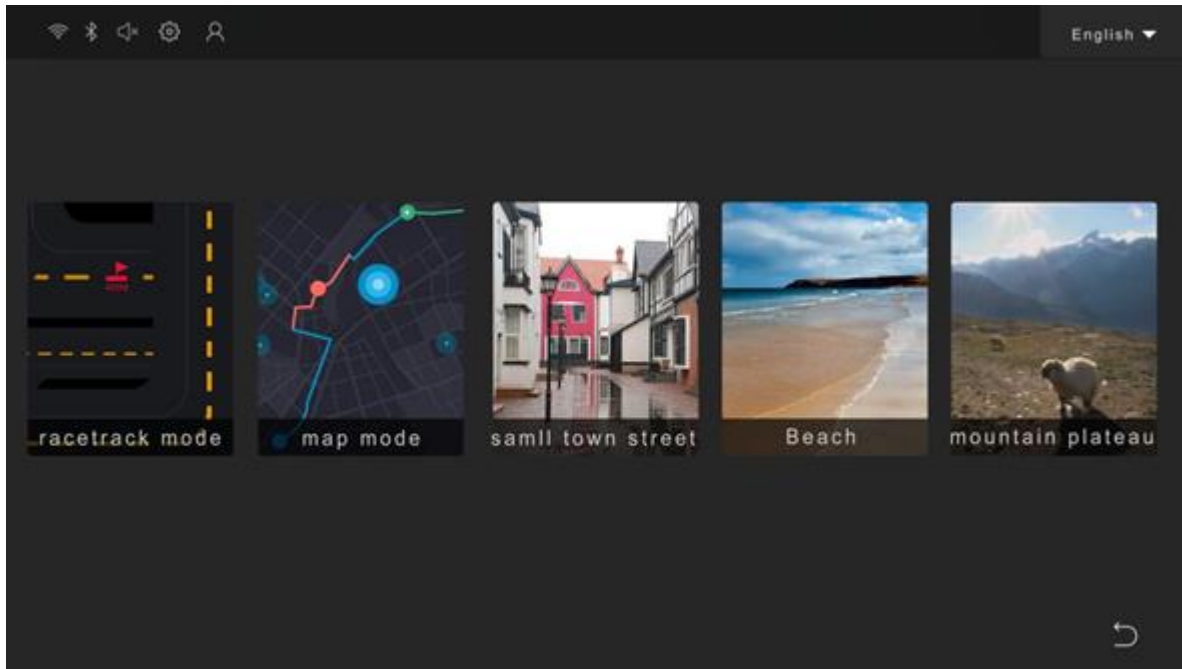 English
racetrack mode
map mode
samll town street
Beach
mountain plateau